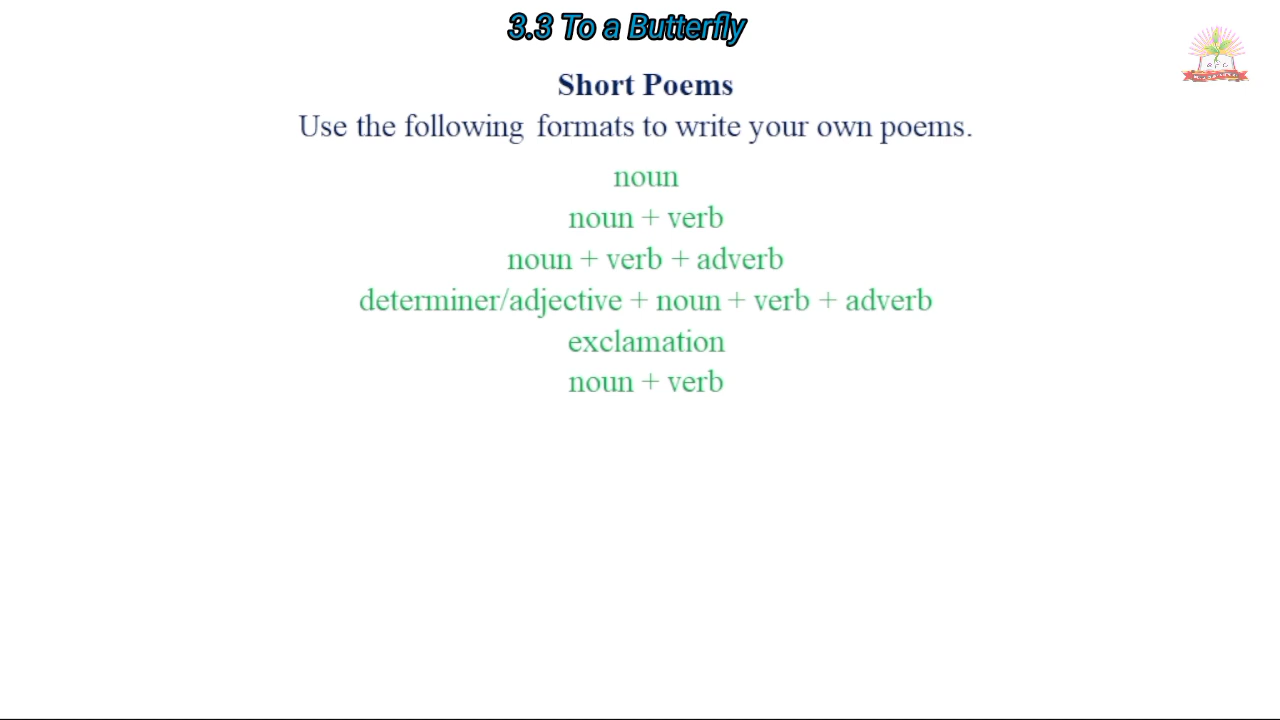 3.3 To a Butterfly
Short Poems
Use the following formats to write your own poems.
noun
noun + verb
noun + verb + adverb
determiner/adjective + noun + verb + adverb
exclamation
noun + verb